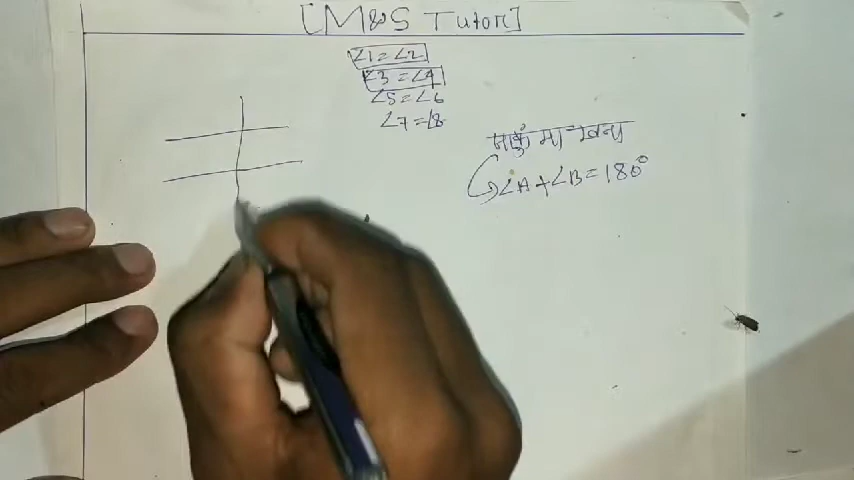 [M&S Tutor]
∠1=∠2
∠3=∠4
∠5=∠6
∠7=∠8
∠A+∠B=180°